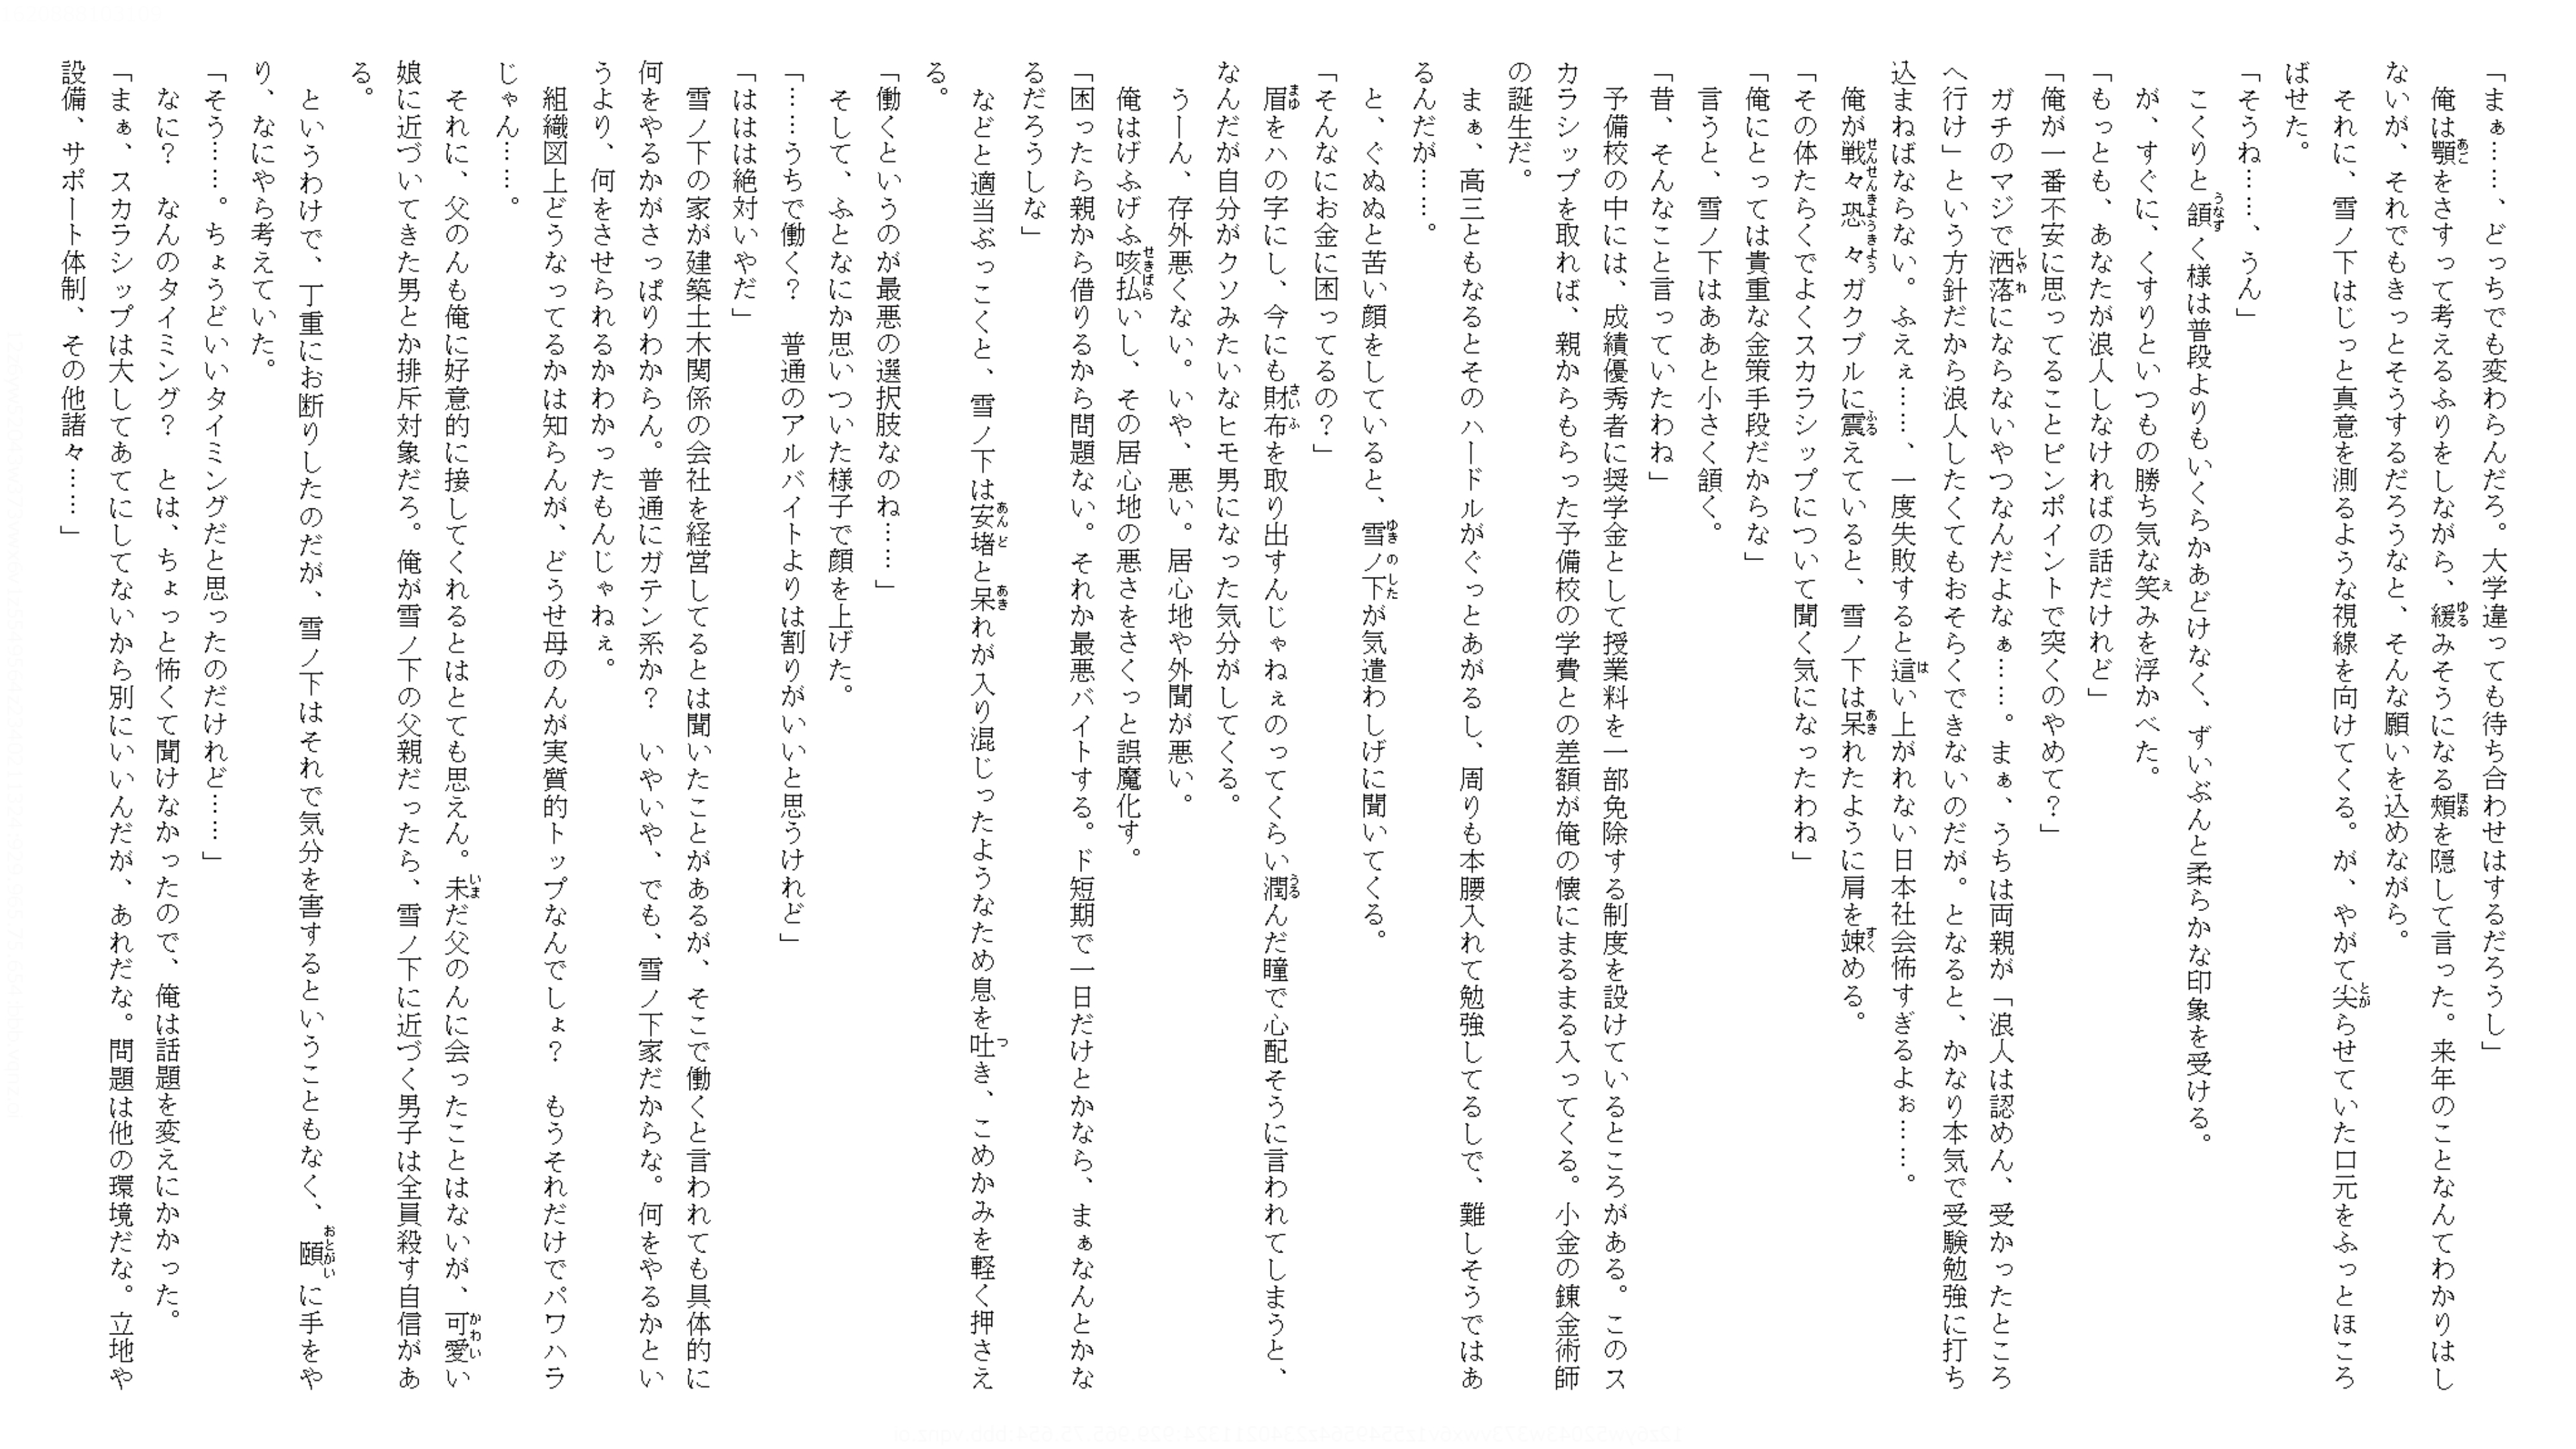 「まぁ……、どっちでも変わらんだろ。大学違っても待ち合わせはするだろうし」
　俺は顎をさすって考えるふりをしながら、緩みそうになる頰を隠して言った。来年のことなんてわかりはし
ないが、それでもきっとそうするだろうなと、そんな願いを込めながら。
　それに、雪ノ下はじっと真意を測るような視線を向けてくる。が、やがて尖らせていた口元をふっとほころ
ばせた。
「そうね……、うん」
　こくりと頷く様は普段よりもいくらかあどけなく、ずいぶんと柔らかな印象を受ける。
　が、すぐに、くすりといつもの勝ち気な笑みを浮かべた。
「もっとも、あなたが浪人しなければの話だけれど」
「俺が一番不安に思ってることピンポイントで突くのやめて？」
　ガチのマジで洒落にならないやつなんだよなぁ……。まぁ、うちは両親が「浪人は認めん、受かったところ
へ行け」という方針だから浪人したくてもおそらくできないのだが。となると、かなり本気で受験勉強に打ち
込まねばならない。ふえぇ……、一度失敗すると這い上がれない日本社会怖すぎるよぉ……。
　俺が戦々恐々ガクブルに震えていると、雪ノ下は呆れたように肩を竦める。
「その体たらくでよくスカラシップについて聞く気になったわね」
「俺にとっては貴重な金策手段だからな」
　言うと、雪ノ下はああと小さく頷く。
「昔、そんなこと言っていたわね」
　予備校の中には、成績優秀者に奨学金として授業料を一部免除する制度を設けているところがある。このス
カラシップを取れば、親からもらった予備校の学費との差額が俺の懐にまるまる入ってくる。小金の錬金術師
の誕生だ。
　まぁ、高三ともなるとそのハードルがぐっとあがるし、周りも本腰入れて勉強してるしで、難しそうではあ
るんだが……。
　と、ぐぬぬと苦い顔をしていると、雪ノ下が気遣わしげに聞いてくる。
「そんなにお金に困ってるの？」
　眉をハの字にし、今にも財布を取り出すんじゃねぇのってくらい潤んだ瞳で心配そうに言われてしまうと、
なんだが自分がクソみたいなヒモ男になった気分がしてくる。
　うーん、存外悪くない。いや、悪い。居心地や外聞が悪い。
　俺はげふげふ咳払いし、その居心地の悪さをさくっと誤魔化す。
「困ったら親から借りるから問題ない。それか最悪バイトする。ド短期で一日だけとかなら、まぁなんとかな
るだろうしな」
　などと適当ぶっこくと、雪ノ下は安堵と呆れが入り混じったようなため息を吐き、こめかみを軽く押さえ
る。
「働くというのが最悪の選択肢なのね……」
　そして、ふとなにか思いついた様子で顔を上げた。
「……うちで働く？　普通のアルバイトよりは割りがいいと思うけれど」
「ははは絶対いやだ」
　雪ノ下の家が建築土木関係の会社を経営してるとは聞いたことがあるが、そこで働くと言われても具体的に
何をやるかがさっぱりわからん。普通にガテン系か？　いやいや、でも、雪ノ下家だからな。何をやるかとい
うより、何をさせられるかわかったもんじゃねぇ。
　組織図上どうなってるかは知らんが、どうせ母のんが実質的トップなんでしょ？　もうそれだけでパワハラ
じゃん……。
　それに、父のんも俺に好意的に接してくれるとはとても思えん。未だ父のんに会ったことはないが、可愛い
娘に近づいてきた男とか排斥対象だろ。俺が雪ノ下の父親だったら、雪ノ下に近づく男子は全員殺す自信があ
る。
　というわけで、丁重にお断りしたのだが、雪ノ下はそれで気分を害するということもなく、頤に手をや
り、なにやら考えていた。
「そう……。ちょうどいいタイミングだと思ったのだけれど……」
　なに？　なんのタイミング？　とは、ちょっと怖くて聞けなかったので、俺は話題を変えにかかった。
「まぁ、スカラシップは大してあてにしてないから別にいいんだが、あれだな。問題は他の環境だな。立地や
設備、サポート体制、その他諸々……」